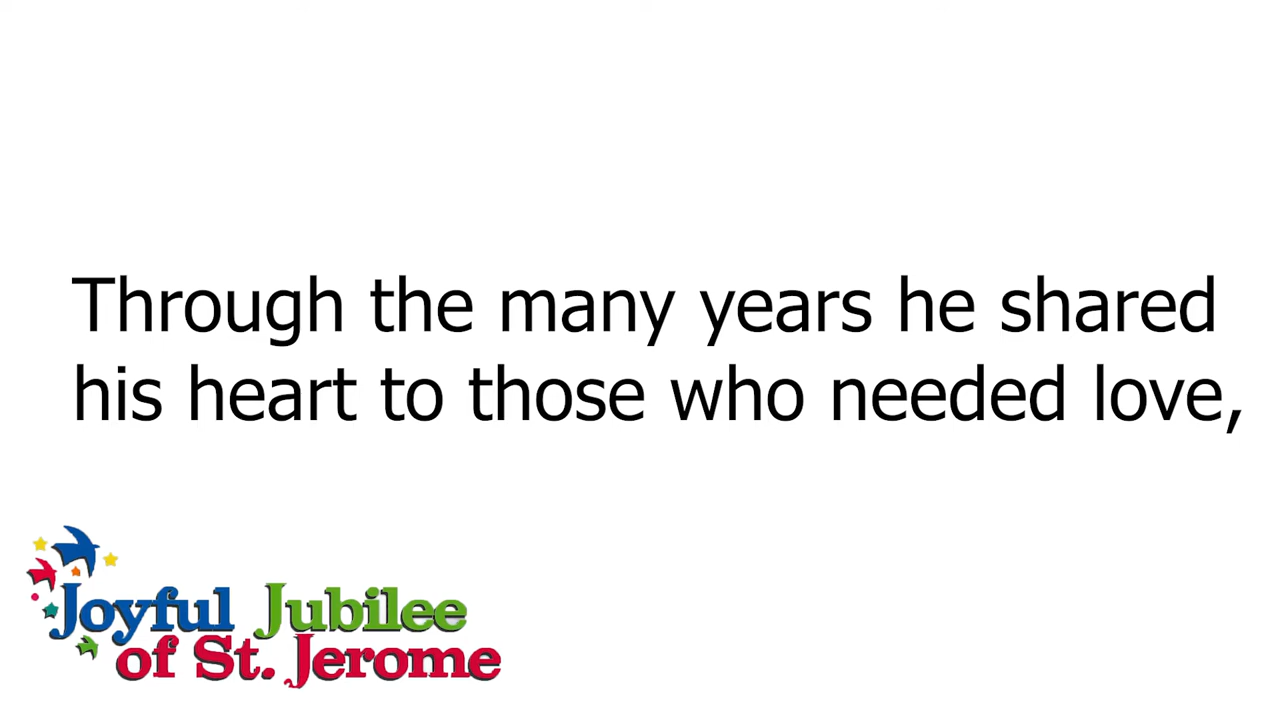 Through the many years he shared
his heart to those who needed love,
Joyful Jubilee
of St. Jerome